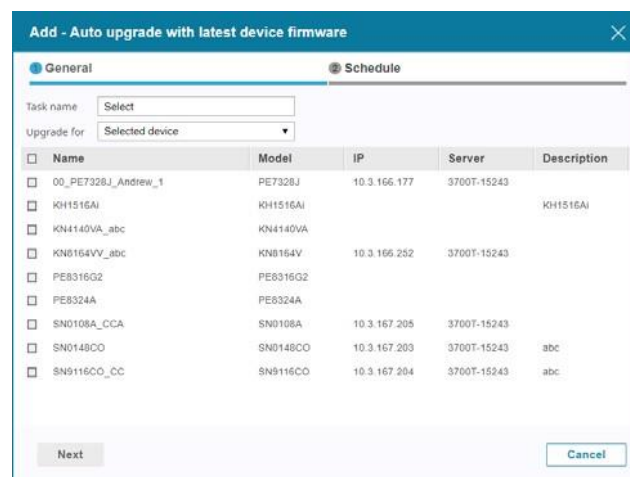 Add - Auto upgrade with latest device firmware
1 General 2 Schedule
Task name Select
Upgrade for Selected device
Name Model IP Server Description
00_PE7328J_Andrew_1 PE7328J 10.3.166.177 3700T-15243
KH1516Ai KH1516Ai KH1516Ai
KN4140VA_abc KN4140VA
KN8164VV_abc KN8164V 10.3.166.252 3700T-15243
PE8316G2 PE8316G2
PE8324A PE8324A
SN0108A_CCA SN0108A 10.3.167.205 3700T-15243
SN0148CO SN0148CO 10.3.167.203 3700T-15243 abc
SN9116CO_CC SN9116CO 10.3.167.204 3700T-15243 abc
Next Cancel